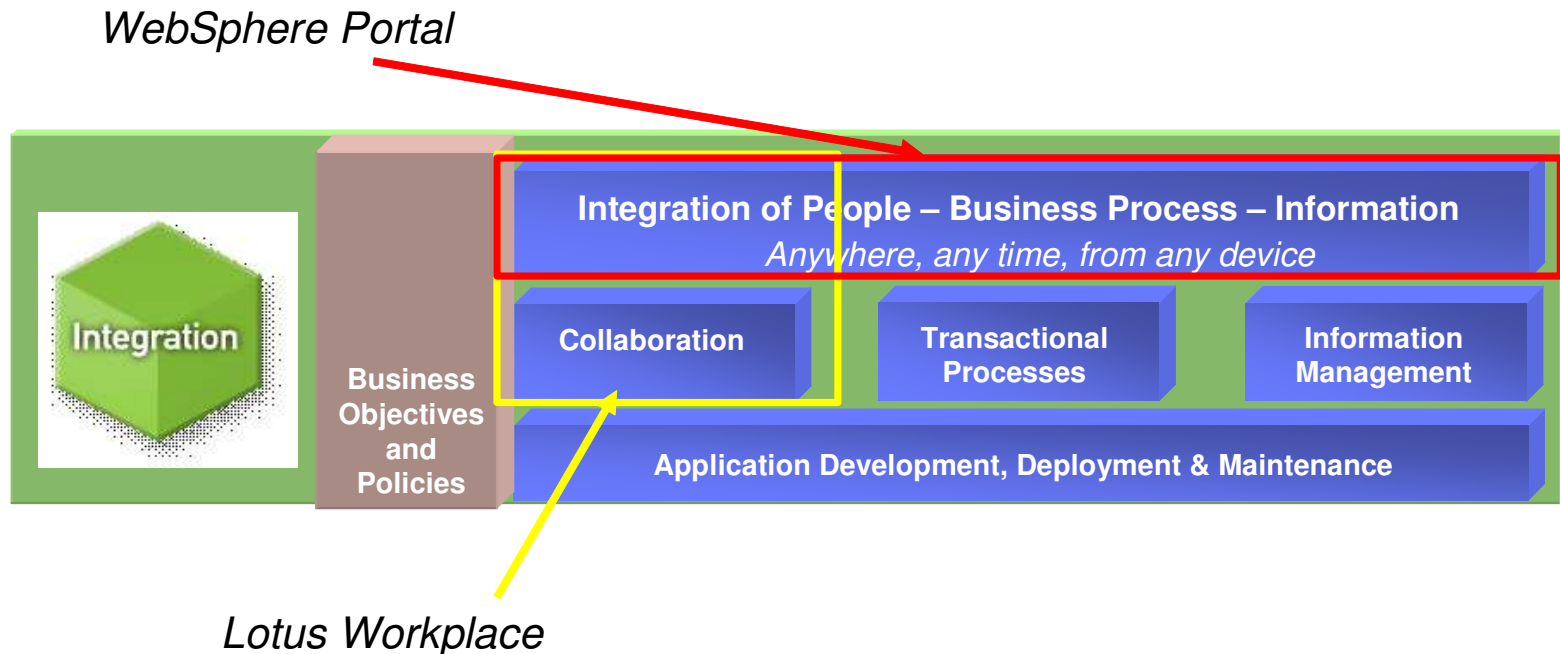 WebSphere Portal
Integration of People – Business Process – Information
Anywhere, any time, from any device
Integration
Collaboration
Transactional
Processes
Information
Management
Business
Objectives
and
Policies
Application Development, Deployment & Maintenance
Lotus Workplace